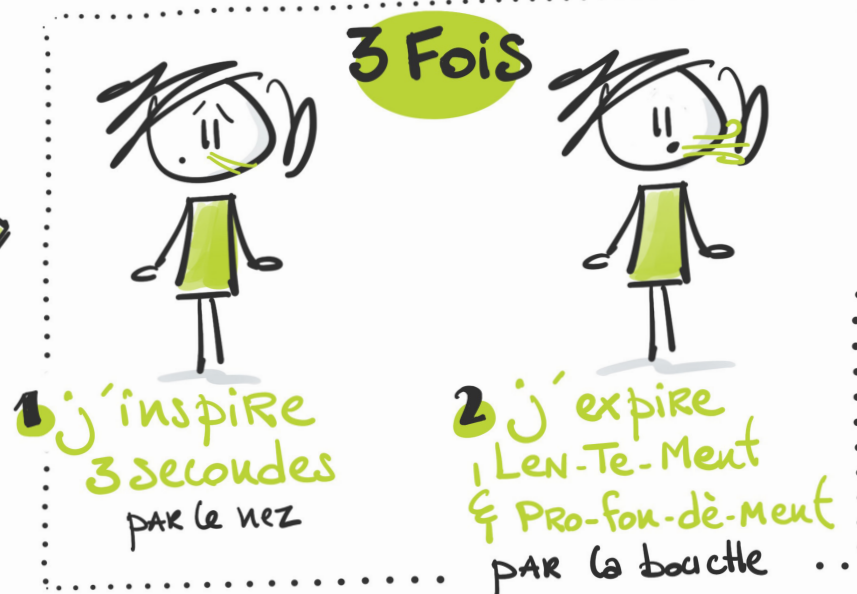 3 Fois
1 j'inspire
3 secondes
par le nez
2 j'expire
Len-Te-Ment
& Pro-fon-dè-Ment
par la bouche